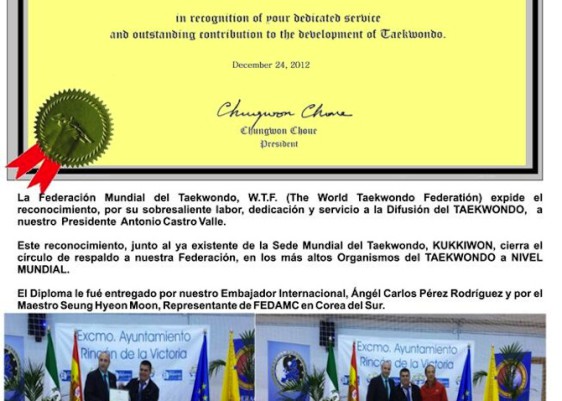 in recognition of your dedicated service
and outstanding contribution to the development of Taekwondo.
December 24, 2012
Chungwon Choue
Chungwon Choue
President
La Federación Mundial del Taekwondo, W.T.F. (The World Taekwondo Federatión) expide el
reconocimiento, por su sobresaliente labor, dedicación y servicio a la Difusión del TAEKWONDO, a
nuestro Presidente Antonio Castro Valle.
Este reconocimiento, junto al ya existente de la Sede Mundial del Taekwondo, KUKKIWON, cierra el
círculo de respaldo a nuestra Federación, en los más altos Organismos del TAEKWONDO a NIVEL
MUNDIAL.
El Diploma le fué entregado por nuestro Embajador Internacional, Ángel Carlos Pérez Rodríguez y por el
Maestro Seung Hyeon Moon, Representante de FEDAMC en Corea del Sur.
Excmo. Ayuntamiento
Rincón de la Victoria
Excmo. Ayuntamiento
Rincón de la Victoria